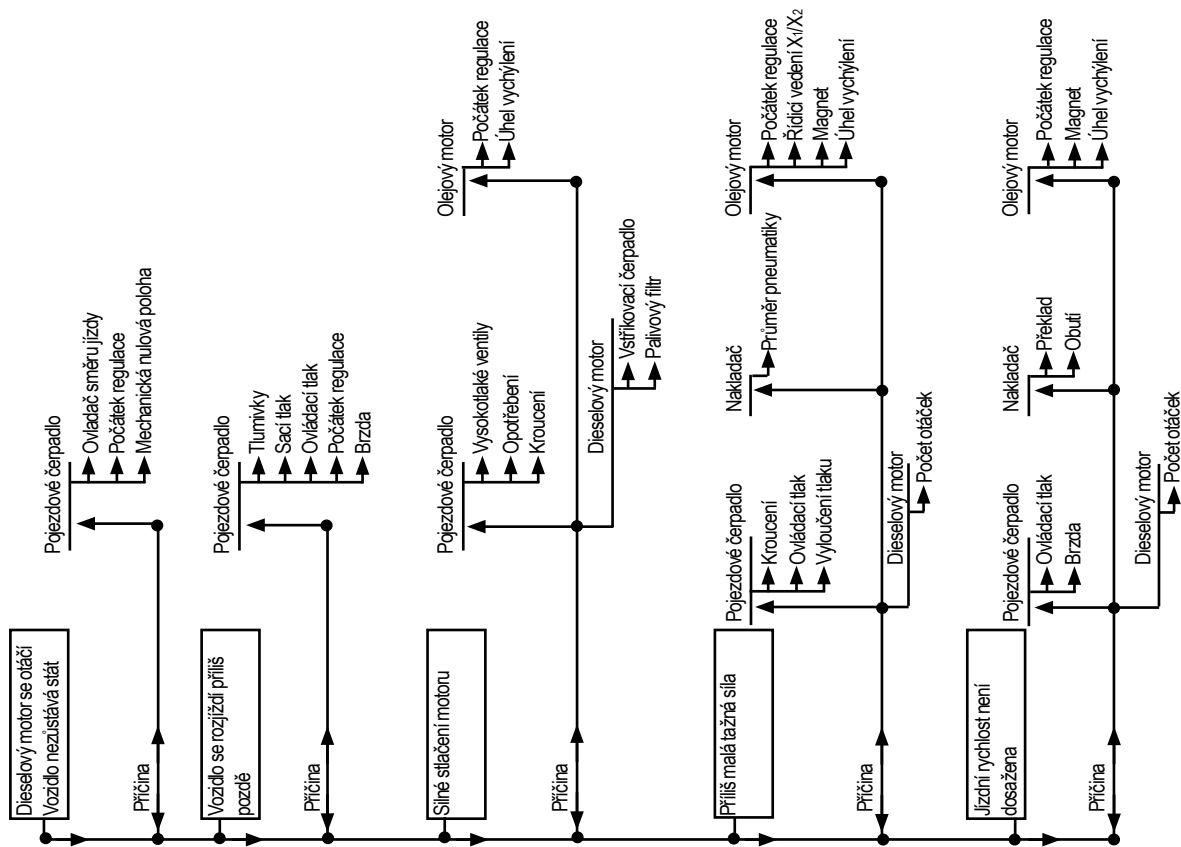 Dieselový motor se otáčí
Vozidlo nezůstává stát
Příčina
Pojezdové čerpadlo
Ovladač směru jízdy
Počátek regulace
Mechanická nulová poloha
Vozidlo se rozjíždí příliš
pozdě
Příčina
Pojezdové čerpadlo
Tlumivky
Sací tlak
Ovládací tlak
Počátek regulace
Brzda
Silné stlačení motoru
Příčina
Pojezdové čerpadlo
Vysokotlaké ventily
Opotřebení
Kroucení
Dieselový motor
Vstřikovací čerpadlo
Palivový filtr
Olejový motor
Počátek regulace
Úhel vychýlení
Příliš malá tažná síla
Příčina
Pojezdové čerpadlo
Kroucení
Ovládací tlak
Vyloučení tlaku
Dieselový motor
Počet otáček
Nakladač
Průměr pneumatiky
Olejový motor
Počátek regulace
Řídicí vedení X1/X2
Magnet
Úhel vychýlení
Jízdní rychlost není
dosažena
Příčina
Pojezdové čerpadlo
Ovládací tlak
Brzda
Dieselový motor
Počet otáček
Nakladač
Překlad
Obutí
Olejový motor
Počátek regulace
Magnet
Úhel vychýlení